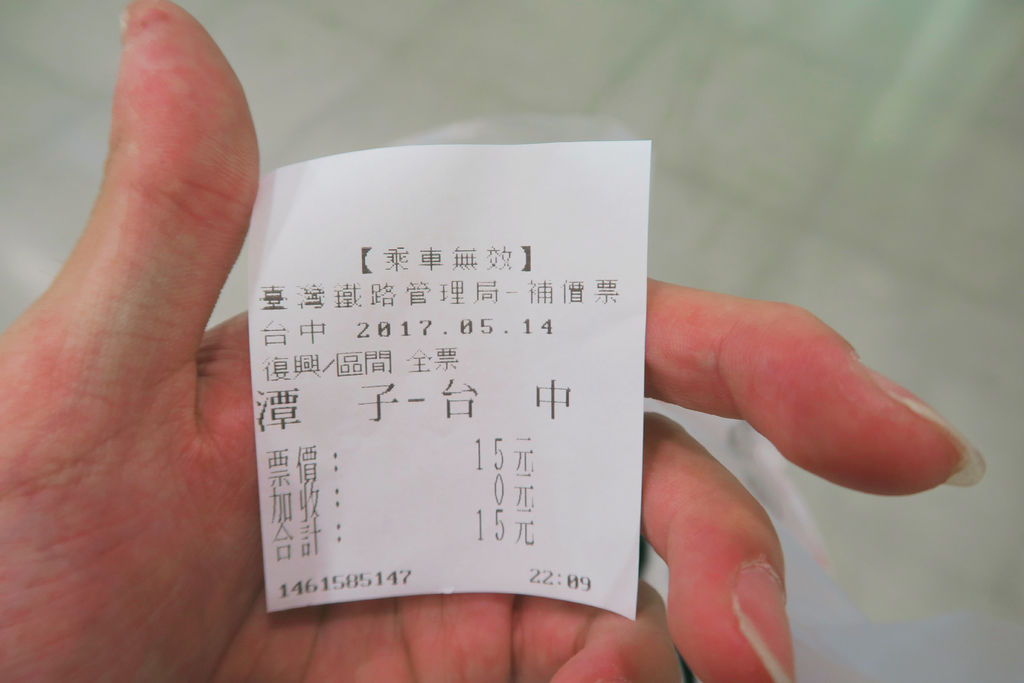 【乘車無效】
臺灣鐵路管理局-補價票
台中 2017.05.14
復興/區間 全票
潭 子-台 中
票價: 15元
加收: 0元
合計: 15元
1461585147 22:09